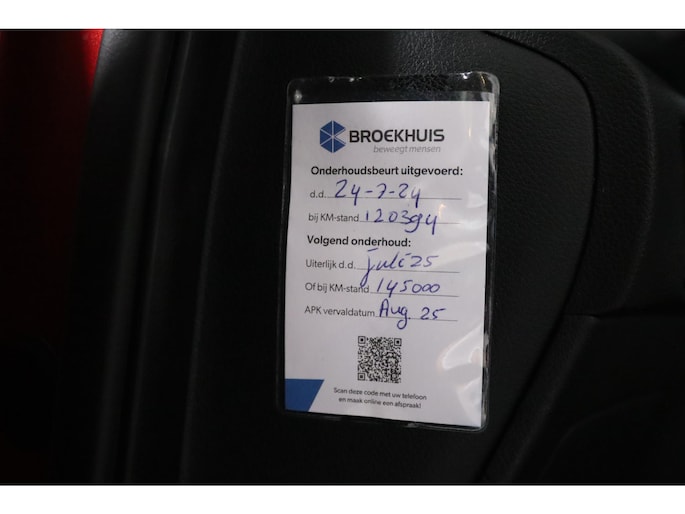 BROEKHUIS
beweegt mensen
Onderhoudsbeurt uitgevoerd:
d.d. 24-7-24
bij KM-stand 120394
Volgend onderhoud:
Uiterlijk d.d. juli 25
Of bij KM-stand 145000
APK vervaldatum Aug. 25
Scan deze code met uw telefoon
en maak online een afspraak!